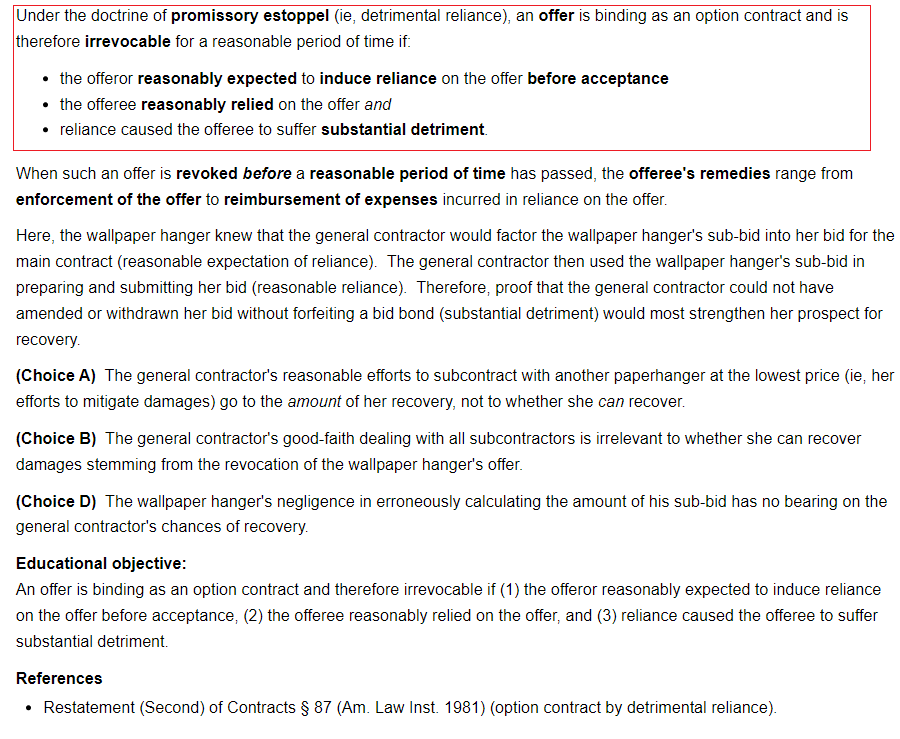 Under the doctrine of promissory estoppel (ie, detrimental reliance), an offer is binding as an option contract and is
therefore irrevocable for a reasonable period of time if:
• the offeror reasonably expected to induce reliance on the offer before acceptance
• the offeree reasonably relied on the offer and
• reliance caused the offeree to suffer substantial detriment.
When such an offer is revoked before a reasonable period of time has passed, the offeree's remedies range from
enforcement of the offer to reimbursement of expenses incurred in reliance on the offer.
Here, the wallpaper hanger knew that the general contractor would factor the wallpaper hanger's sub-bid into her bid for the
main contract (reasonable expectation of reliance). The general contractor then used the wallpaper hanger's sub-bid in
preparing and submitting her bid (reasonable reliance). Therefore, proof that the general contractor could not have
amended or withdrawn her bid without forfeiting a bid bond (substantial detriment) would most strengthen her prospect for
recovery.
(Choice A) The general contractor's reasonable efforts to subcontract with another paperhanger at the lowest price (ie, her
efforts to mitigate damages) go to the amount of her recovery, not to whether she can recover.
(Choice B) The general contractor's good-faith dealing with all subcontractors is irrelevant to whether she can recover
damages stemming from the revocation of the wallpaper hanger's offer.
(Choice D) The wallpaper hanger's negligence in erroneously calculating the amount of his sub-bid has no bearing on the
general contractor's chances of recovery.
Educational objective:
An offer is binding as an option contract and therefore irrevocable if (1) the offeror reasonably expected to induce reliance
on the offer before acceptance, (2) the offeree reasonably relied on the offer, and (3) reliance caused the offeree to suffer
substantial detriment.
References
• Restatement (Second) of Contracts § 87 (Am. Law Inst. 1981) (option contract by detrimental reliance).